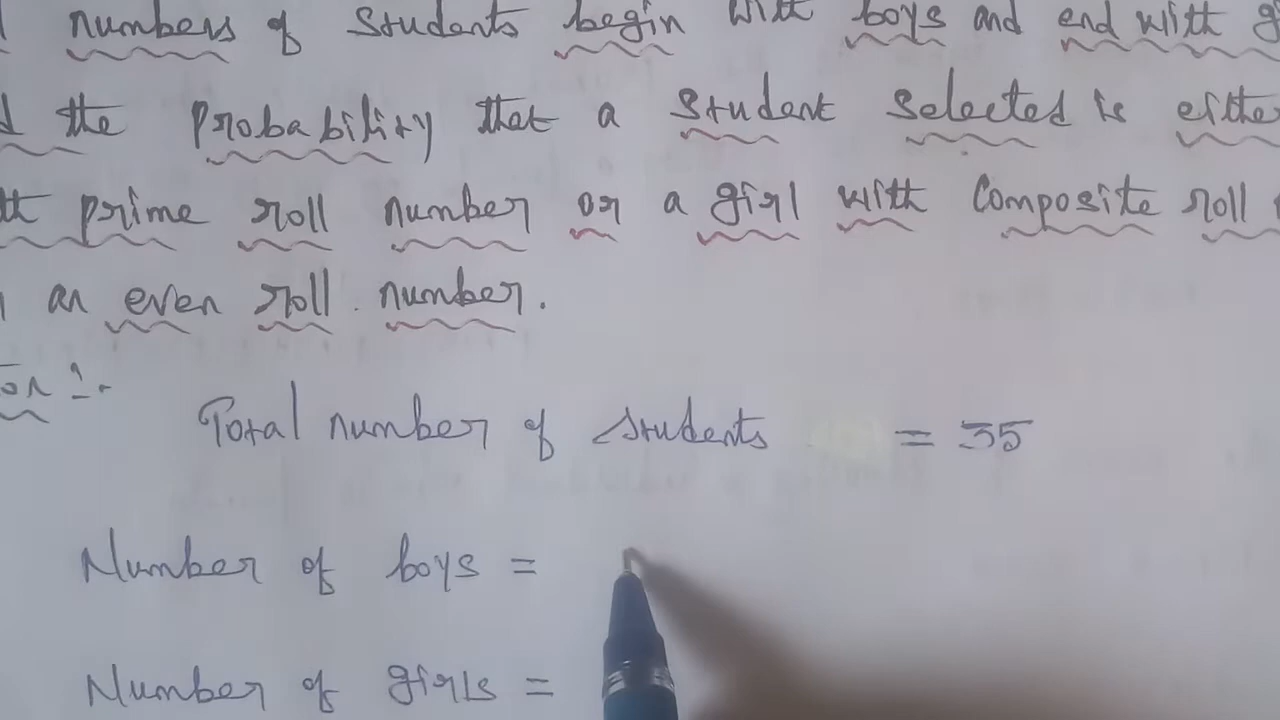 numbers of students begin with boys and end with
the probability that a student selected is
prime roll number or a girl with composite roll
an even roll number.
Total number of students = 35
Number of boys =
Number of girls =